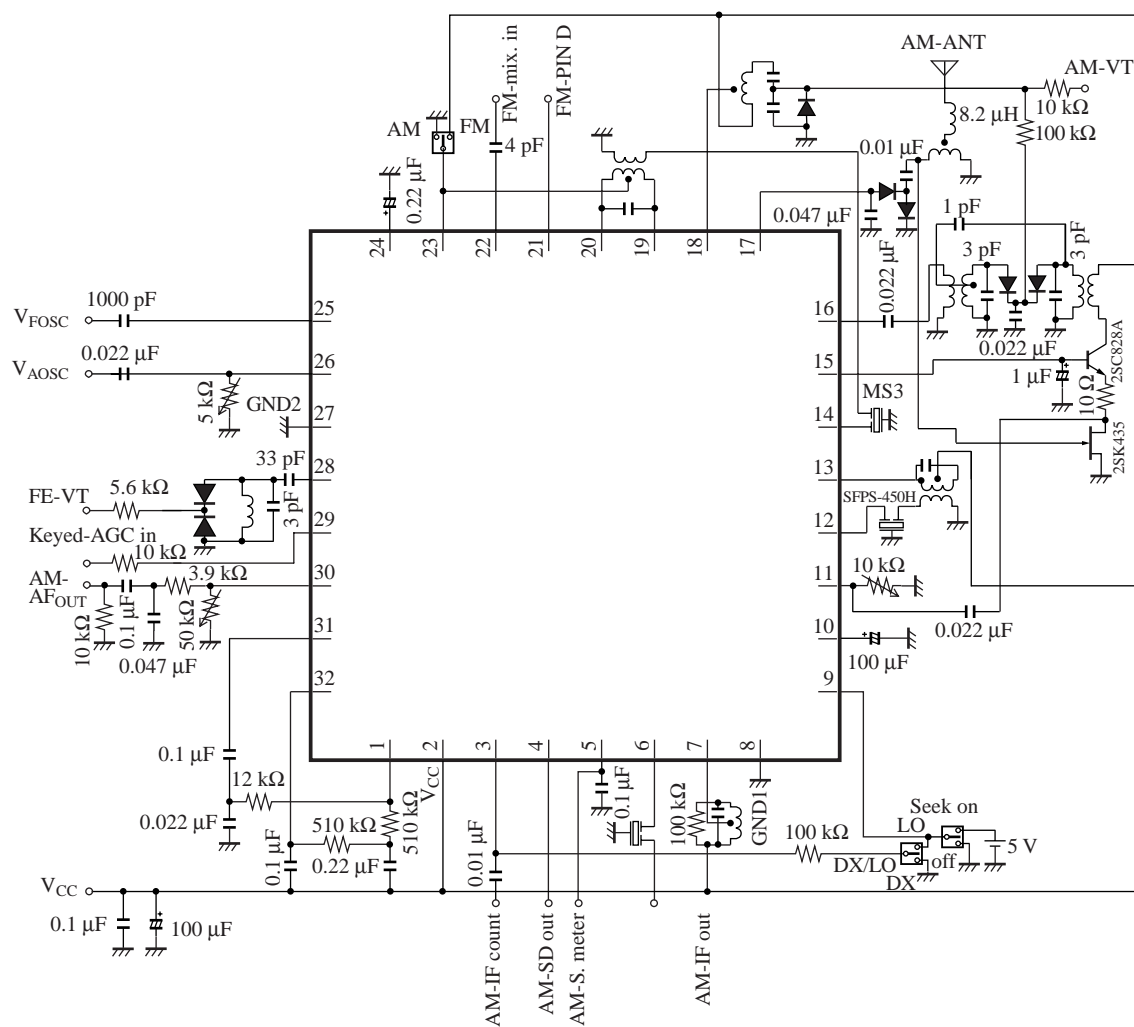 AM-ANT
AM-VT
FM-mix. in
FM-PIN D
AM
FM
10 kΩ
8.2 µH
100 kΩ
4 pF
0.01 µF
0.22 µF
0.047 µF
1 pF
3 pF
3 pF
0.022 µF
24
23
22
21
20
19
18
17
1000 pF
25
16
VFOSC
0.022 µF
0.022 µF
2SC828A
26
15
VAOSC
1 µF
10 Ω
5 kΩ
GND2
MS3
27
14
2SK435
33 pF
28
13
5.6 kΩ
FE-VT
3 pF
SFPS-450H
29
12
Keyed-AGC in
10 kΩ
3.9 kΩ
10 kΩ
AM-
AFOUT
30
11
10 kΩ
0.1 µF
50 kΩ
0.022 µF
31
10
0.047 µF
100 µF
32
9
1
2
3
4
5
6
7
8
0.1 µF
VCC
12 kΩ
510 kΩ
0.1 µF
100 kΩ
GND1
Seek on
0.022 µF
510 kΩ
LO
100 kΩ
5 V
0.1 µF
0.22 µF
0.01 µF
DX/LO
off
DX
VCC
0.1 µF
100 µF
AM-IF count
AM-SD out
AM-S. meter
AM-IF out